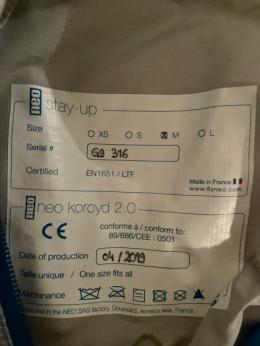 neo stay-up
Size XS S M L
Serial # G9 316
Certified EN1651 / LTF
Made in France
www.flyneo.com
neo koroyd 2.0
CE conforme à / conform to:
89/686/CEE : 0501
Date of production 04 / 2019
Taille unique / One size fits all
Maintenance
in the NEO SAS factory, Doussard, Annecy lake, France.